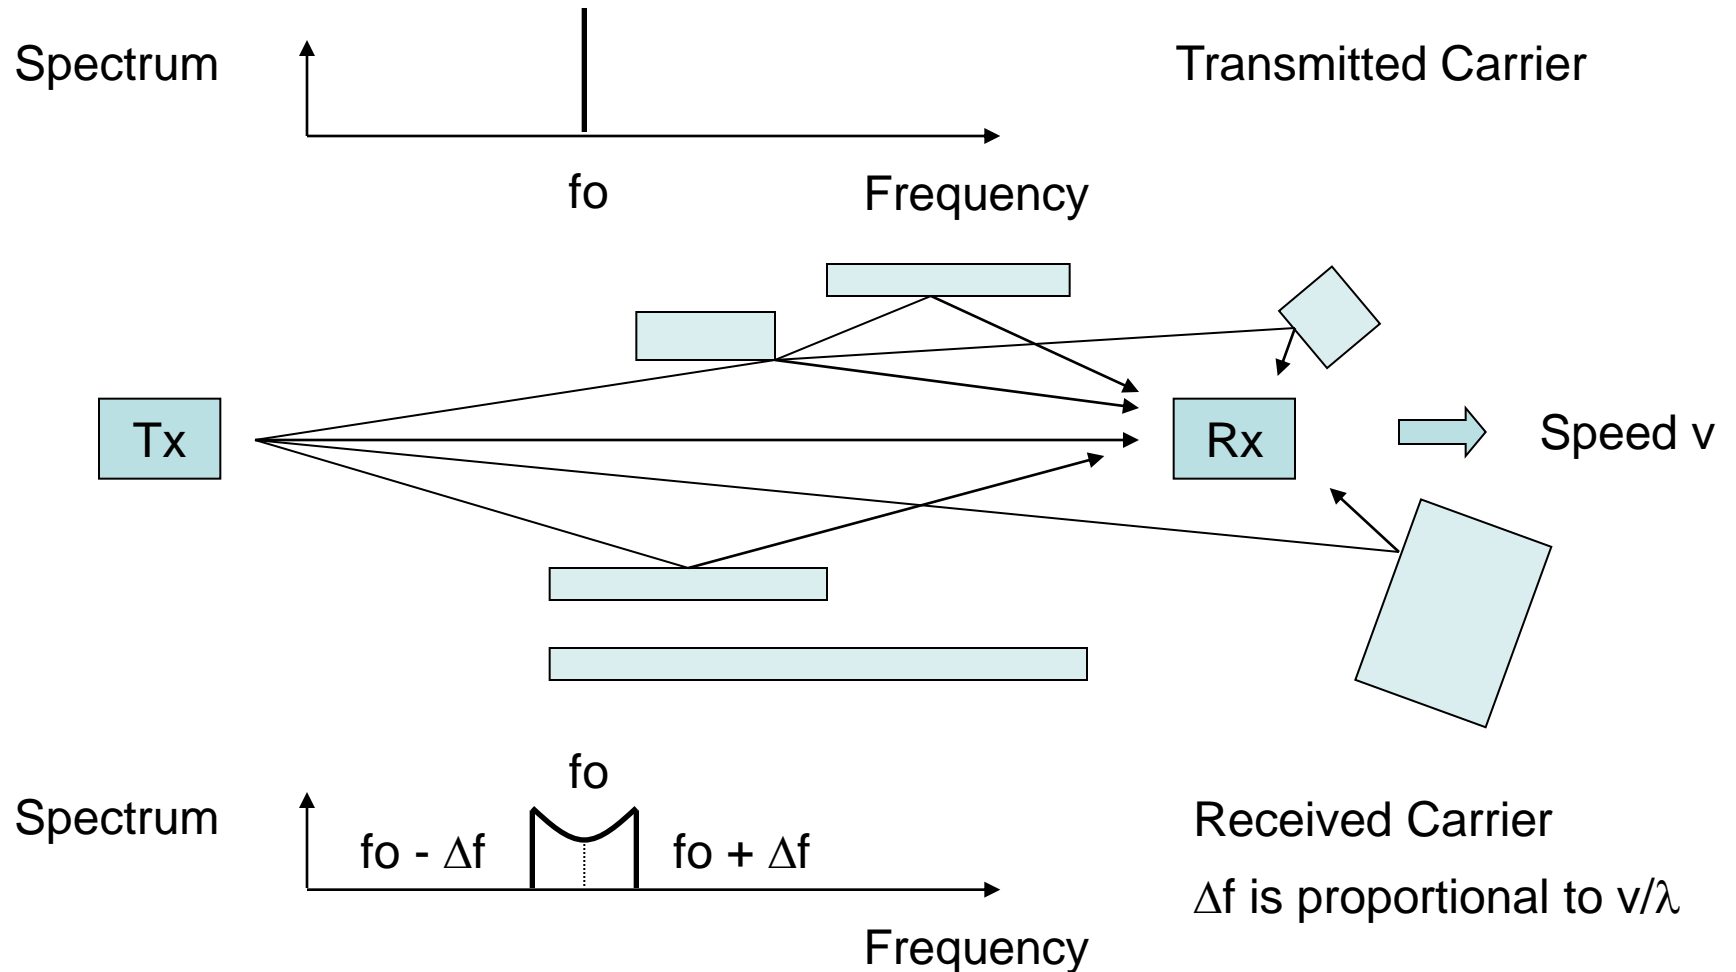 Spectrum
Transmitted Carrier
fo
Frequency
Tx
Rx
Speed v
fo
Spectrum
fo - Δf
fo + Δf
Received Carrier
Δf is proportional to v/λ
Frequency